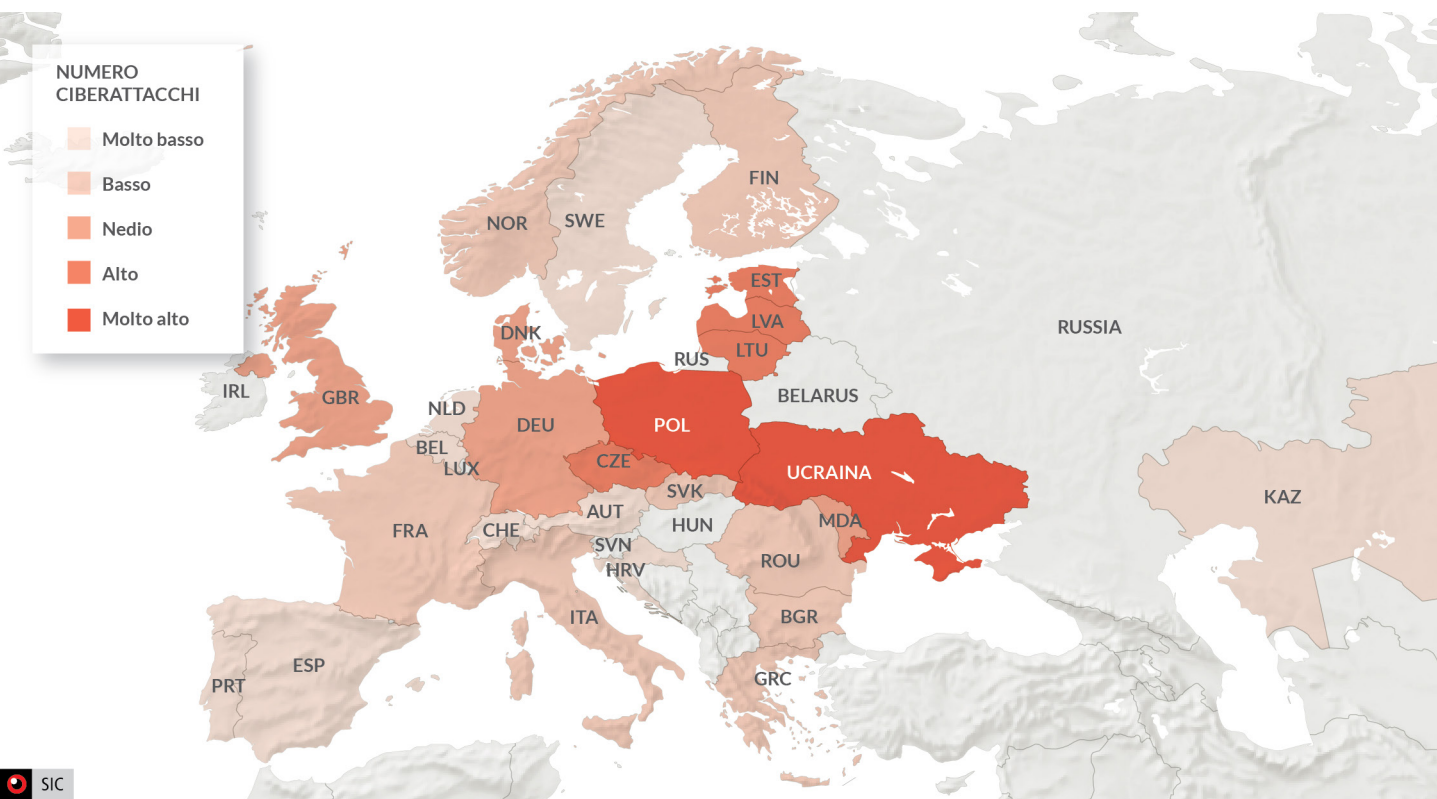 NUMERO
CIBERATTACCHI
Molto basso
Basso
Nedio
Alto
Molto alto
FIN
NOR
SWE
EST
LVA
LTU
DNK
RUS
RUSSIA
IRL
GBR
NLD
BELARUS
DEU
POL
BEL
LUX
CZE
UCRAINA
SVK
KAZ
AUT
FRA
CHE
HUN
MDA
SVN
HRV
ROU
ITA
BGR
ESP
PRT
GRC
SIC